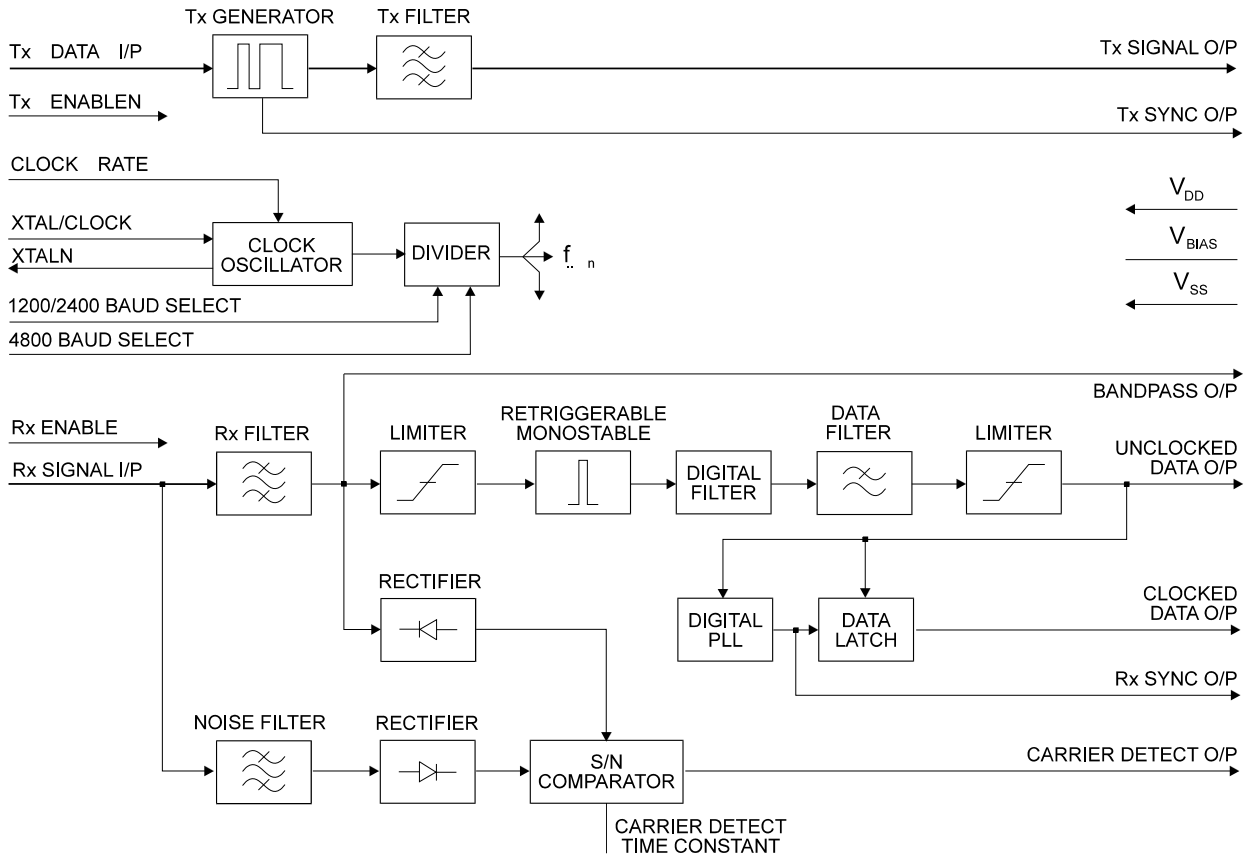 Tx GENERATOR
Tx FILTER
Tx DATA I/P
Tx SIGNAL O/P
Tx ENABLEN
Tx SYNC O/P
CLOCK RATE
XTAL/CLOCK
XTALN
CLOCK
OSCILLATOR
DIVIDER
f.. n
VDD
VBIAS
VSS
1200/2400 BAUD SELECT
4800 BAUD SELECT
BANDPASS O/P
Rx ENABLE
Rx SIGNAL I/P
Rx FILTER
LIMITER
RETRIGGERABLE
MONOSTABLE
DIGITAL
FILTER
DATA
FILTER
LIMITER
UNCLOCKED
DATA O/P
RECTIFIER
DIGITAL
PLL
DATA
LATCH
CLOCKED
DATA O/P
Rx SYNC O/P
NOISE FILTER
RECTIFIER
S/N
COMPARATOR
CARRIER DETECT O/P
CARRIER DETECT
TIME CONSTANT